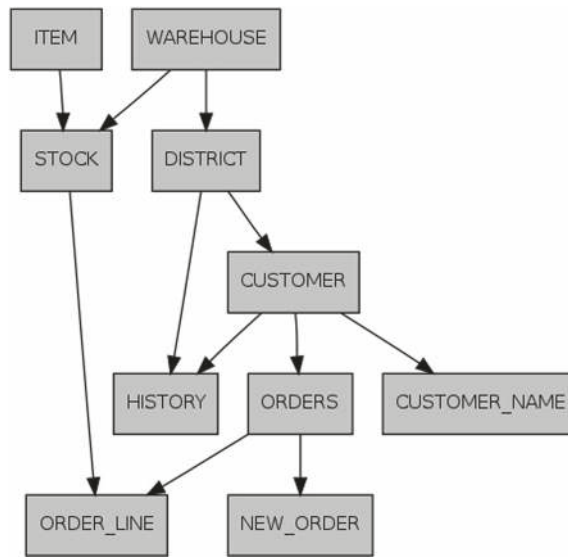 ITEM
WAREHOUSE
STOCK
DISTRICT
CUSTOMER
HISTORY
ORDERS
CUSTOMER_NAME
ORDER_LINE
NEW_ORDER